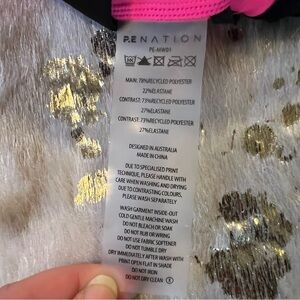 P.E NATION
PE-MW01
MAIN: 78%RECYCLED POLYESTER
22%ELASTANE
CONTRAST: 73%RECYCLED POLYESTER
27%ELASTANE
CONTRAST: 73%RECYCLED POLYESTER
27%ELASTANE
DESIGNED IN AUSTRALIA
MADE IN CHINA
DUE TO SPECIALISED PRINT
TECHNIQUE, PLEASE HANDLE WITH
CARE WHEN WASHING AND DRYING
DUE TO CONTRASTING COLOURS,
PLEASE WASH SEPARATELY
WASH GARMENT INSIDE-OUT
COLD GENTLE MACHINE WASH
DO NOT BLEACH OR SOAK
DO NOT RUB OR WRING
DO NOT USE FABRIC SOFTENER
DO NOT TUMBLE DRY
DRY IMMEDIATELY AFTER WASH WITH
PRINT OPEN FLAT IN SHADE
DO NOT IRON
DO NOT DRY CLEAN